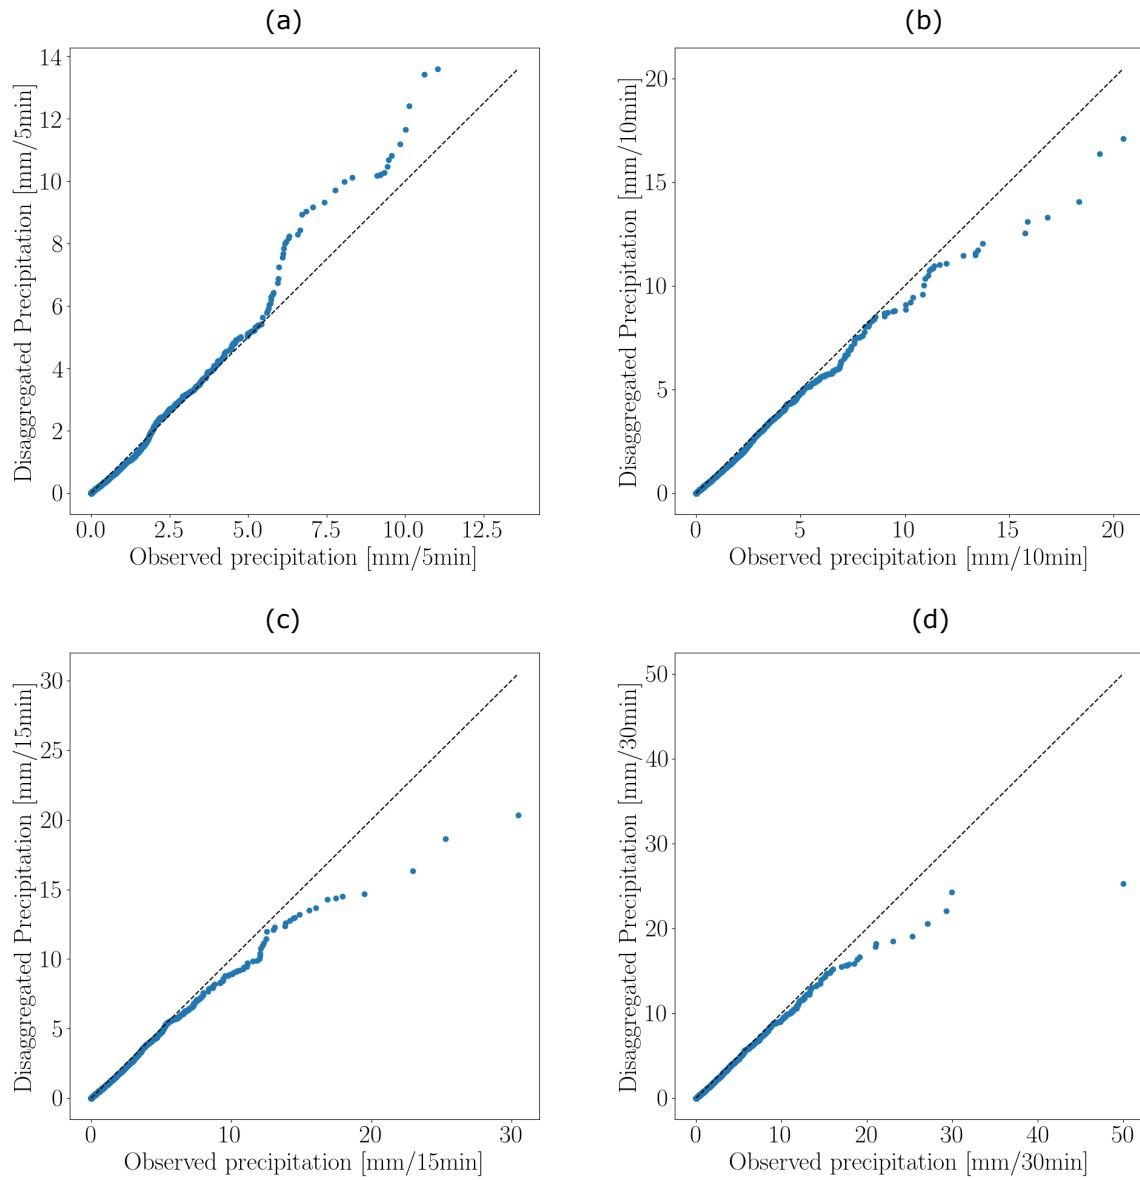 (a)
14
12
10
8
6
4
2
0
Disaggregated Precipitation [mm/5min]
0.0 2.5 5.0 7.5 10.0 12.5
Observed precipitation [mm/5min]
(b)
20
15
10
5
0
Disaggregated Precipitation [mm/10min]
0 5 10 15 20
Observed precipitation [mm/10min]
(c)
30
25
20
15
10
5
0
Disaggregated Precipitation [mm/15min]
0 10 20 30
Observed precipitation [mm/15min]
(d)
50
40
30
20
10
0
Disaggregated Precipitation [mm/30min]
0 10 20 30 40 50
Observed precipitation [mm/30min]